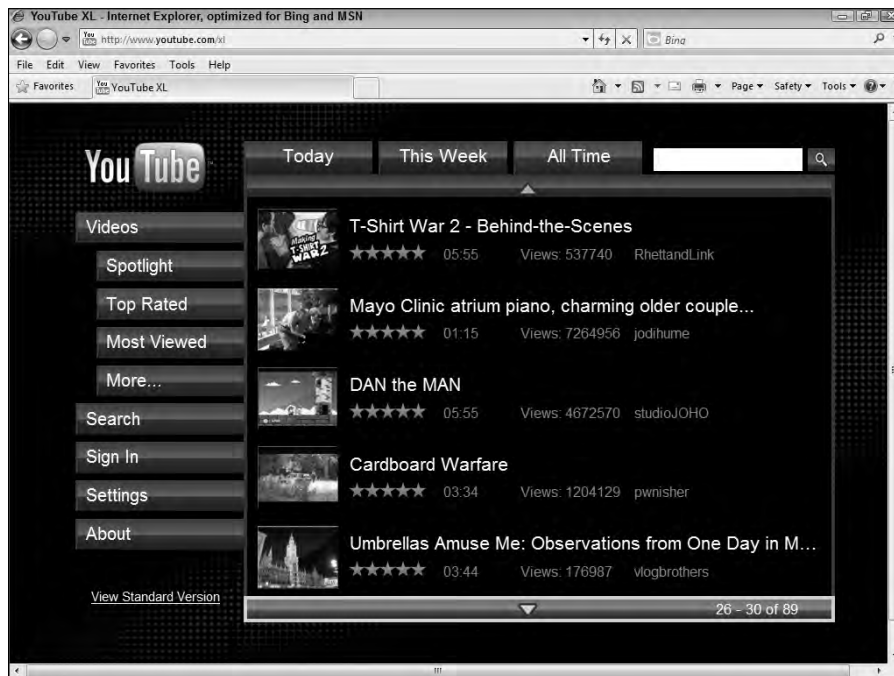 YouTube XL - Internet Explorer, optimized for Bing and MSN
http://www.youtube.com/xl
Bing
File Edit View Favorites Tools Help
Favorites
YouTube XL
Page Safety Tools
You Tube
Today This Week All Time
Videos
Spotlight
Top Rated
Most Viewed
More...
Search
Sign In
Settings
About
View Standard Version
Making
T-SHIRT
WAR 2
T-Shirt War 2 - Behind-the-Scenes
05:55 Views: 537740 RhettandLink
Mayo Clinic atrium piano, charming older couple...
01:15 Views: 7264956 jodihume
DAN the MAN
05:55 Views: 4672570 studioJOHO
Cardboard Warfare
03:34 Views: 1204129 pwnisher
Umbrellas Amuse Me: Observations from One Day in M...
03:44 Views: 176987 vlogbrothers
26 - 30 of 89